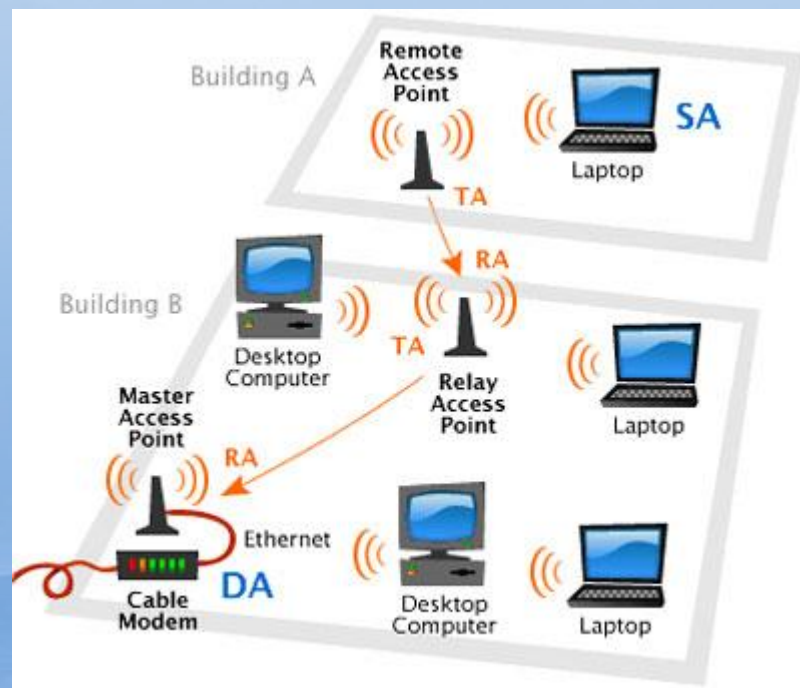 Remote
Access
Point
Building A
SA
Laptop
TA
RA
Building B
TA
Desktop
Computer
Relay
Access
Point
Laptop
Master
Access
Point
RA
Ethernet
DA
Cable
Modem
Desktop
Computer
Laptop